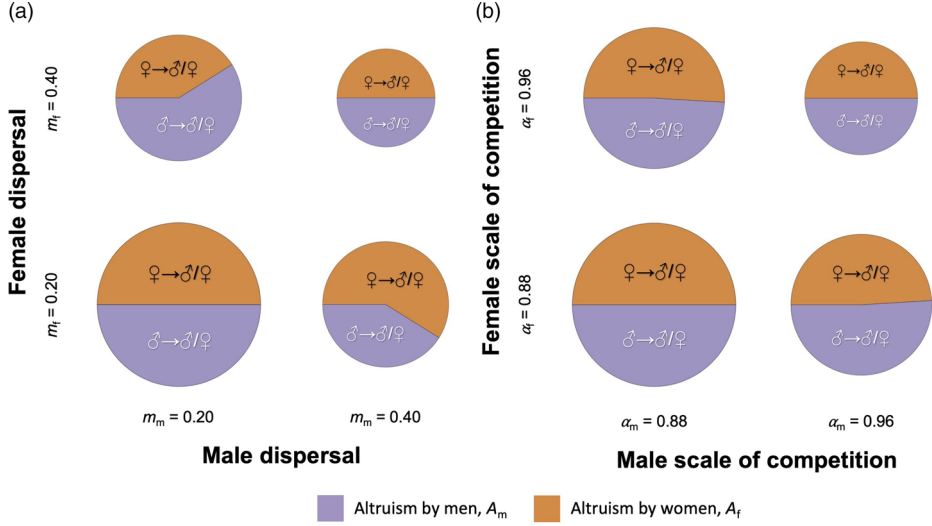 (a)
(b)
Female dispersal
m_f = 0.40
m_f = 0.20
♀→♂/♀
♂→♂/♀
♀→♂/♀
♂→♂/♀
♀→♂/♀
♂→♂/♀
♀→♂/♀
♂→♂/♀
m_m = 0.20
m_m = 0.40
Male dispersal
Female scale of competition
α_f = 0.96
α_f = 0.88
♀→♂/♀
♂→♂/♀
♀→♂/♀
♂→♂/♀
♀→♂/♀
♂→♂/♀
♀→♂/♀
♂→♂/♀
α_m = 0.88
α_m = 0.96
Male scale of competition
Altruism by men, A_m
Altruism by women, A_f